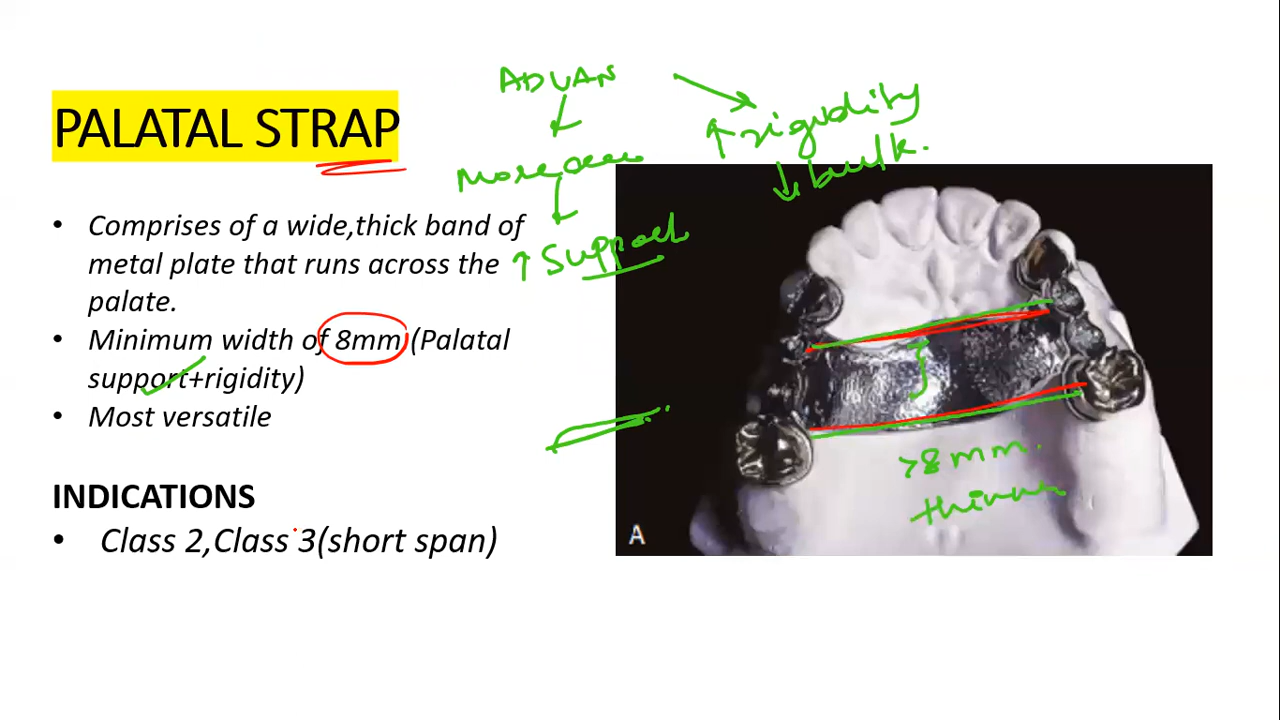 PALATAL STRAP
• Comprises of a wide,thick band of
metal plate that runs across the
palate.
• Minimum width of 8mm (Palatal
support+rigidity)
• Most versatile
INDICATIONS
• Class 2,Class 3(short span)
ADVAN
More
↑ Support
↑ rigidity
↓ bulk.
>8mm.
A